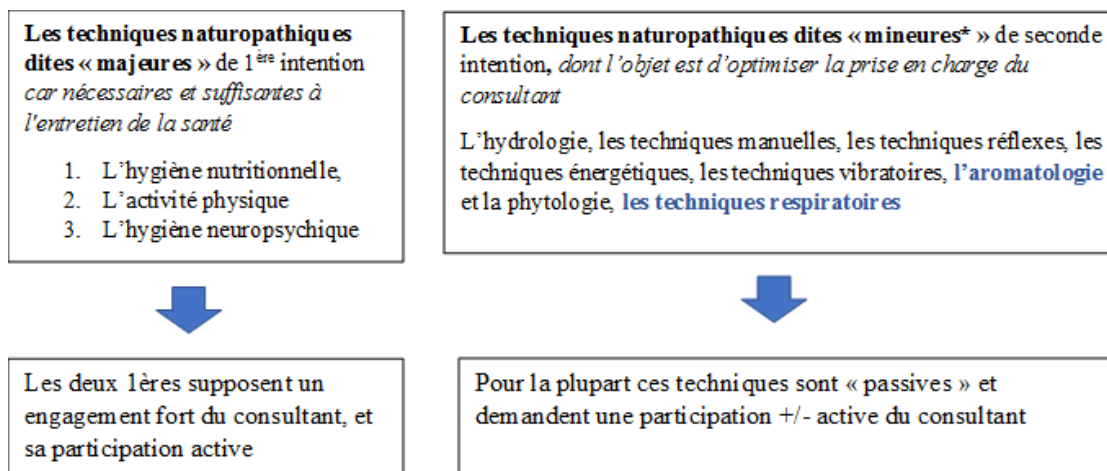 Les techniques naturopathiques
dites « majeures » de 1ère intention
car nécessaires et suffisantes à
l'entretien de la santé
1. L’hygiène nutritionnelle,
2. L’activité physique
3. L’hygiène neuropsychique
Les techniques naturopathiques dites « mineures* » de seconde
intention, dont l’objet est d’optimiser la prise en charge du
consultant
L’hydrologie, les techniques manuelles, les techniques réflexes, les
techniques énergétiques, les techniques vibratoires, l’aromatologie
et la phytologie, les techniques respiratoires
Les deux 1ères supposent un
engagement fort du consultant, et
sa participation active
Pour la plupart ces techniques sont « passives » et
demandent une participation +/- active du consultant